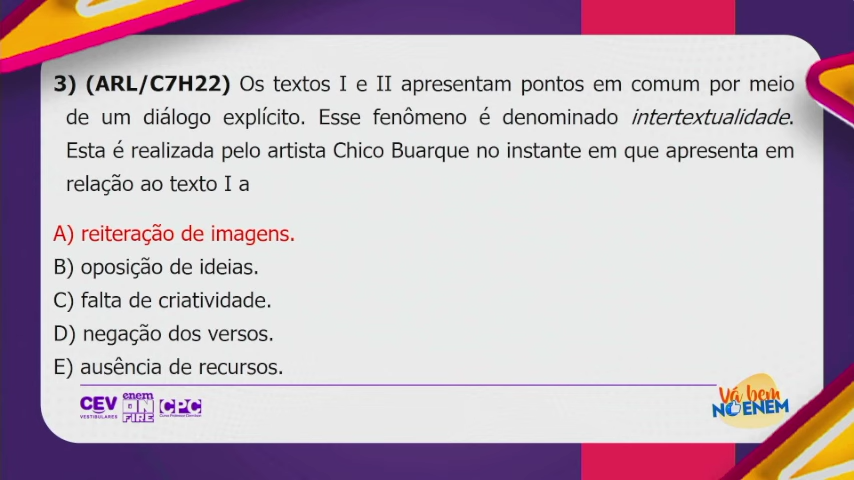 3) (ARL/C7H22) Os textos I e II apresentam pontos em comum por meio
de um diálogo explícito. Esse fenômeno é denominado intertextualidade.
Esta é realizada pelo artista Chico Buarque no instante em que apresenta em
relação ao texto I a
A) reiteração de imagens.
B) oposição de ideias.
C) falta de criatividade.
D) negação dos versos.
E) ausência de recursos.
CEV
VESTIBULARES
enem
ON
FIRE
CPC
Vá bem
NO ENEM